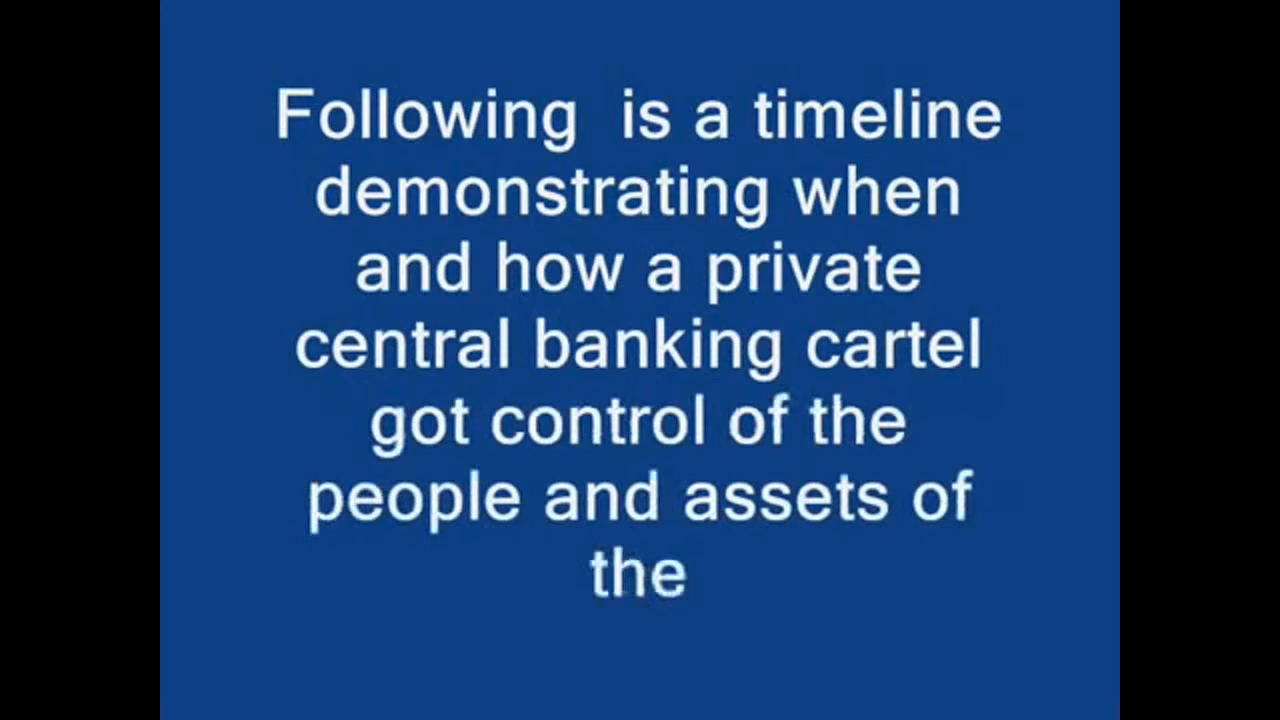 Following  is a timeline
demonstrating when
and how a private
central banking cartel
got control of the
people and assets of
the